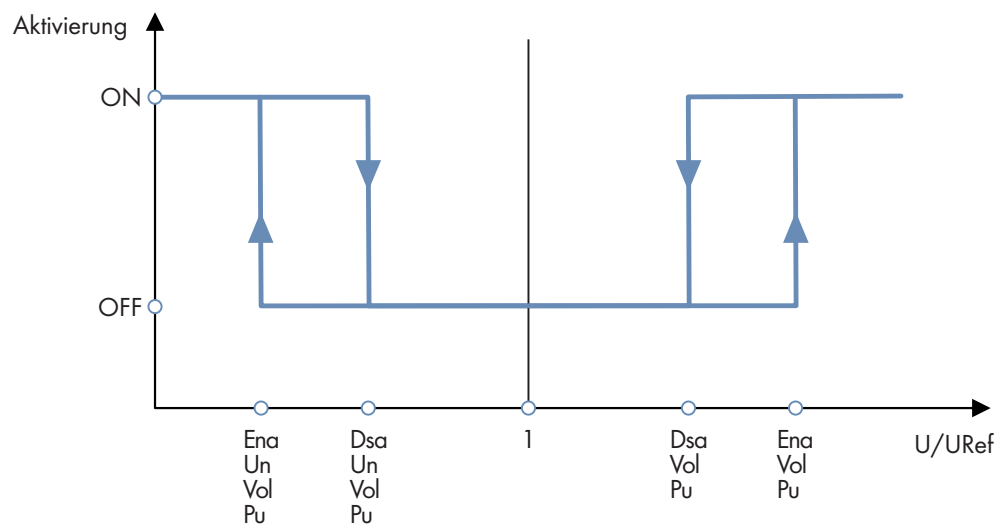 Aktivierung
ON
OFF
Ena
Un
Vol
Pu
Dsa
Un
Vol
Pu
1
Dsa
Vol
Pu
Ena
Vol
Pu
U/URef